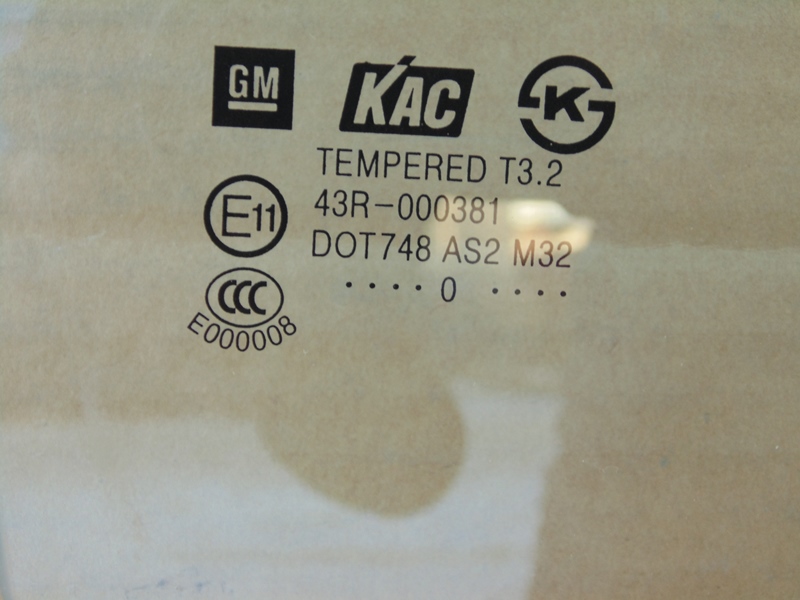 GM
KAC
K
TEMPERED T3.2
43R-000381
E11
DOT748 AS2 M32
CCC
....0 ....
E000008